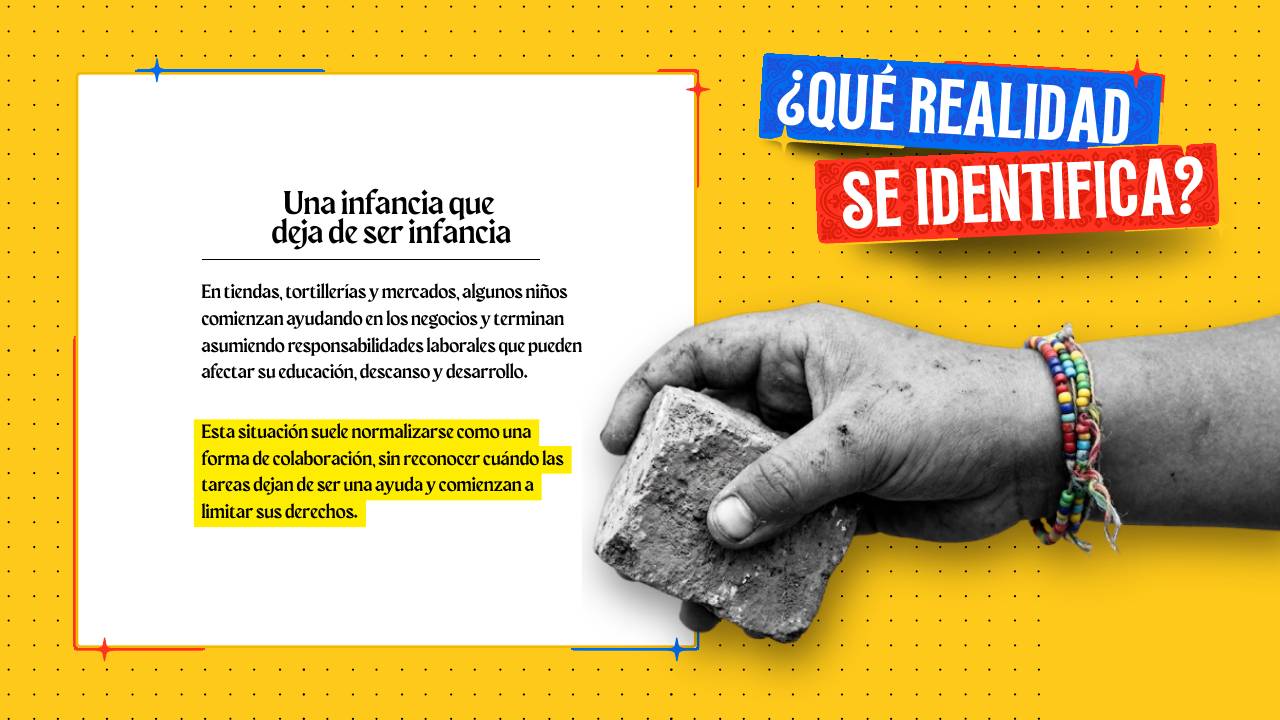 ¿QUÉ REALIDAD
SE IDENTIFICA?
Una infancia que
deja de ser infancia
En tiendas, tortillerías y mercados, algunos niños
comienzan ayudando en los negocios y terminan
asumiendo responsabilidades laborales que pueden
afectar su educación, descanso y desarrollo.
Esta situación suele normalizarse como una
forma de colaboración, sin reconocer cuándo las
tareas dejan de ser una ayuda y comienzan a
limitar sus derechos.